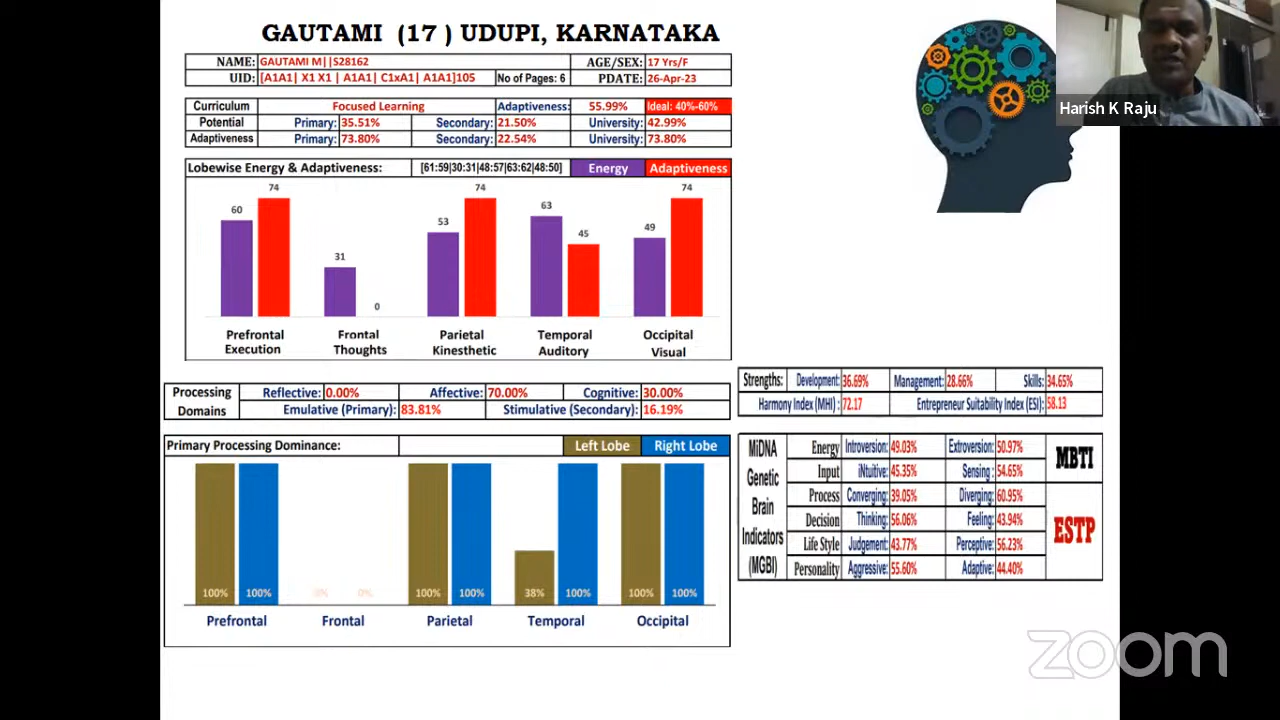 GAUTAMI (17 ) UDUPI, KARNATAKA
NAME: GAUTAMI M||S28162 AGE/SEX: 17 Yrs/F
UID: [A1A1| X1 X1 | A1A1| C1xA1| A1A1]105 No of Pages: 6 PDATE: 26-Apr-23
Curriculum Focused Learning Adaptiveness: 55.99% Ideal: 40%-60%
Potential Primary: 35.51% Secondary: 21.50% University: 42.99%
Adaptiveness Primary: 73.80% Secondary: 22.54% University: 73.80%
Lobewise Energy & Adaptiveness: [61:59|30:31|48:57|63:62|48:50] Energy Adaptiveness
60 74 31 0 53 74 63 45 49 74
Prefrontal Frontal Parietal Temporal Occipital
Execution Thoughts Kinesthetic Auditory Visual
Processing Domains Reflective: 0.00% Affective: 70.00% Cognitive: 30.00%
Emulative (Primary): 83.81% Stimulative (Secondary): 16.19%
Primary Processing Dominance: Left Lobe Right Lobe
100% 100% 0% 0% 100% 100% 38% 100% 100% 100%
Prefrontal Frontal Parietal Temporal Occipital
Harish K Raju
Strengths: Development: 36.69% Management: 28.66% Skills: 34.65%
Harmony Index (MHI) : 72.17 Entrepreneur Suitability Index (ESI): 58.13
MiDNA Genetic Brain Indicators (MGBI)
Energy Introversion: 49.03% Extroversion: 50.97%
Input iNtuitive: 45.35% Sensing : 54.65%
Process Converging: 39.05% Diverging: 60.95%
Decision Thinking: 56.06% Feeling: 43.94%
Life Style Judgement: 43.77% Perceptive: 56.23%
Personality Aggressive: 55.60% Adaptive: 44.40%
MBTI
ESTP
zoom